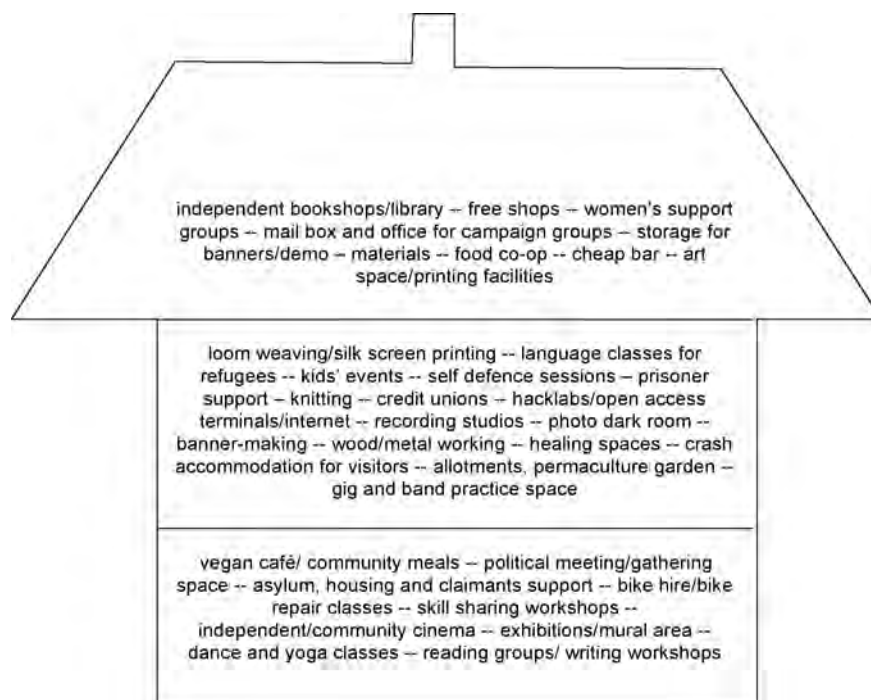 independent bookshops/library – free shops – women's support
groups – mail box and office for campaign groups – storage for
banners/demo – materials – food co-op – cheap bar – art
space/printing facilities
loom weaving/silk screen printing -- language classes for
refugees -- kids' events -- self defence sessions – prisoner
support – knitting – credit unions – hacklabs/open access
terminals/internet – recording studios – photo dark room --
banner-making – wood/metal working – healing spaces – crash
accommodation for visitors – allotments, permaculture garden –
gig and band practice space
vegan café/ community meals – political meeting/gathering
space -- asylum, housing and claimants support -- bike hire/bike
repair classes -- skill sharing workshops --
independent/community cinema – exhibitions/mural area --
dance and yoga classes – reading groups/ writing workshops